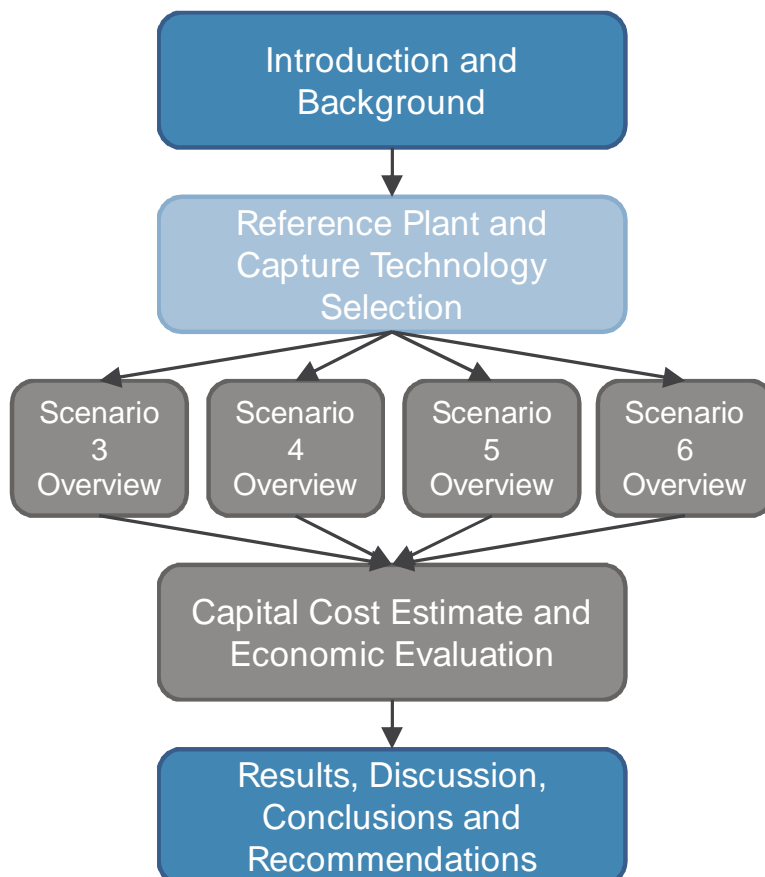 Introduction and
Background
Reference Plant and
Capture Technology
Selection
Scenario
3
Overview
Scenario
4
Overview
Scenario
5
Overview
Scenario
6
Overview
Capital Cost Estimate and
Economic Evaluation
Results, Discussion,
Conclusions and
Recommendations